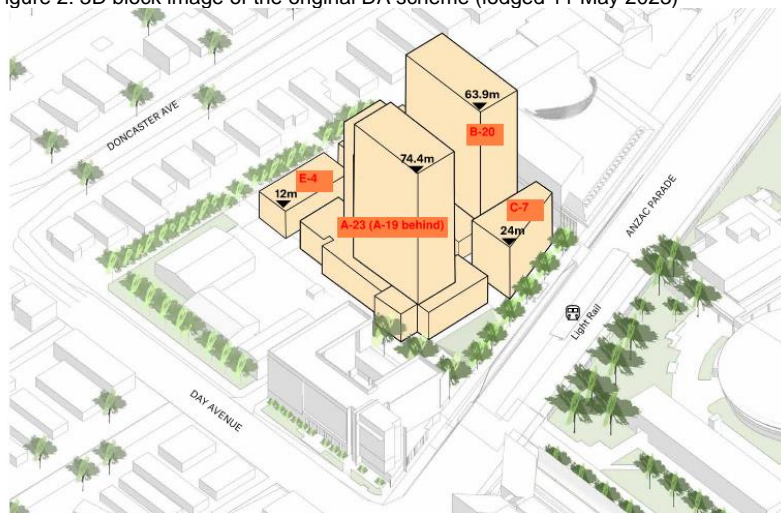 igure 2: 3D block image of the original DA scheme (lodged 11 May 2023)
63.9m
DONCASTER AVE
B-20
74.4m
E-4
12m
C-7
A-23 (A-19 behind)
24m
ANZAC PARADE
Light Rail
DAY AVENUE